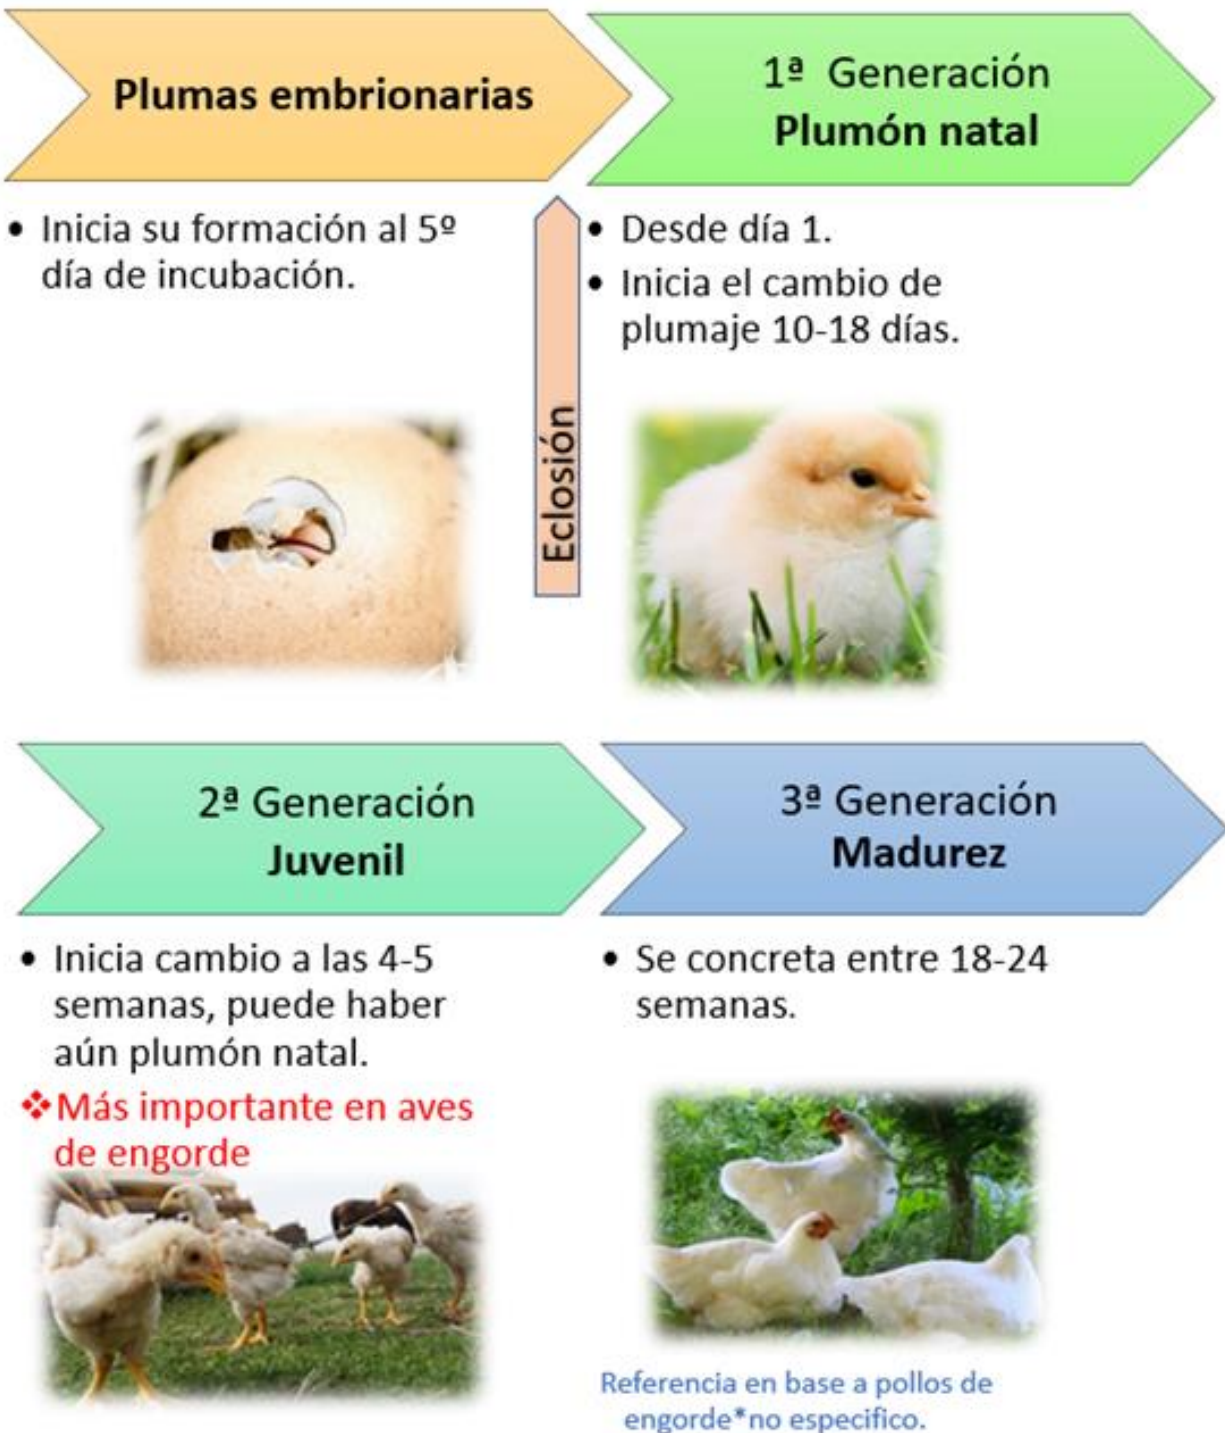 Plumas embrionarias
1ª Generación
Plumón natal
• Inicia su formación al 5º
día de incubación.
Eclosión
• Desde día 1.
• Inicia el cambio de
plumaje 10-18 días.
2ª Generación
Juvenil
3ª Generación
Madurez
• Inicia cambio a las 4-5
semanas, puede haber
aún plumón natal.
❖Más importante en aves
de engorde
• Se concreta entre 18-24
semanas.
Referencia en base a pollos de
engorde*no especifico.